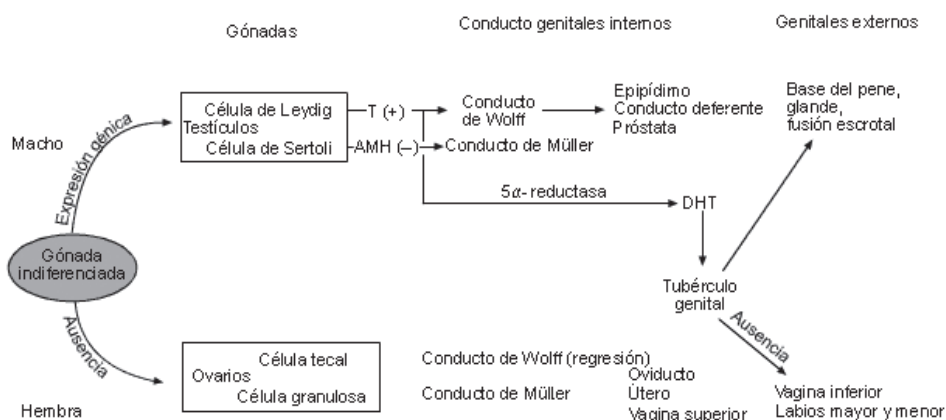 Gónadas
Conducto genitales internos
Genitales externos
Macho
Expresión génica
Célula de Leydig
Testículos
Célula de Sertoli
T (+)
AMH (–)
Conducto
de Wolff
Conducto de Müller
Epipídimo
Conducto deferente
Próstata
Base del pene,
glande,
fusión escrotal
5α- reductasa
DHT
Gónada
indiferenciada
Tubérculo
genital
Ausencia
Ausencia
Célula tecal
Ovarios
Célula granulosa
Conducto de Wolff (regresión)
Conducto de Müller
Oviducto
Útero
Vagina superior
Vagina inferior
Labios mayor y menor
Hembra